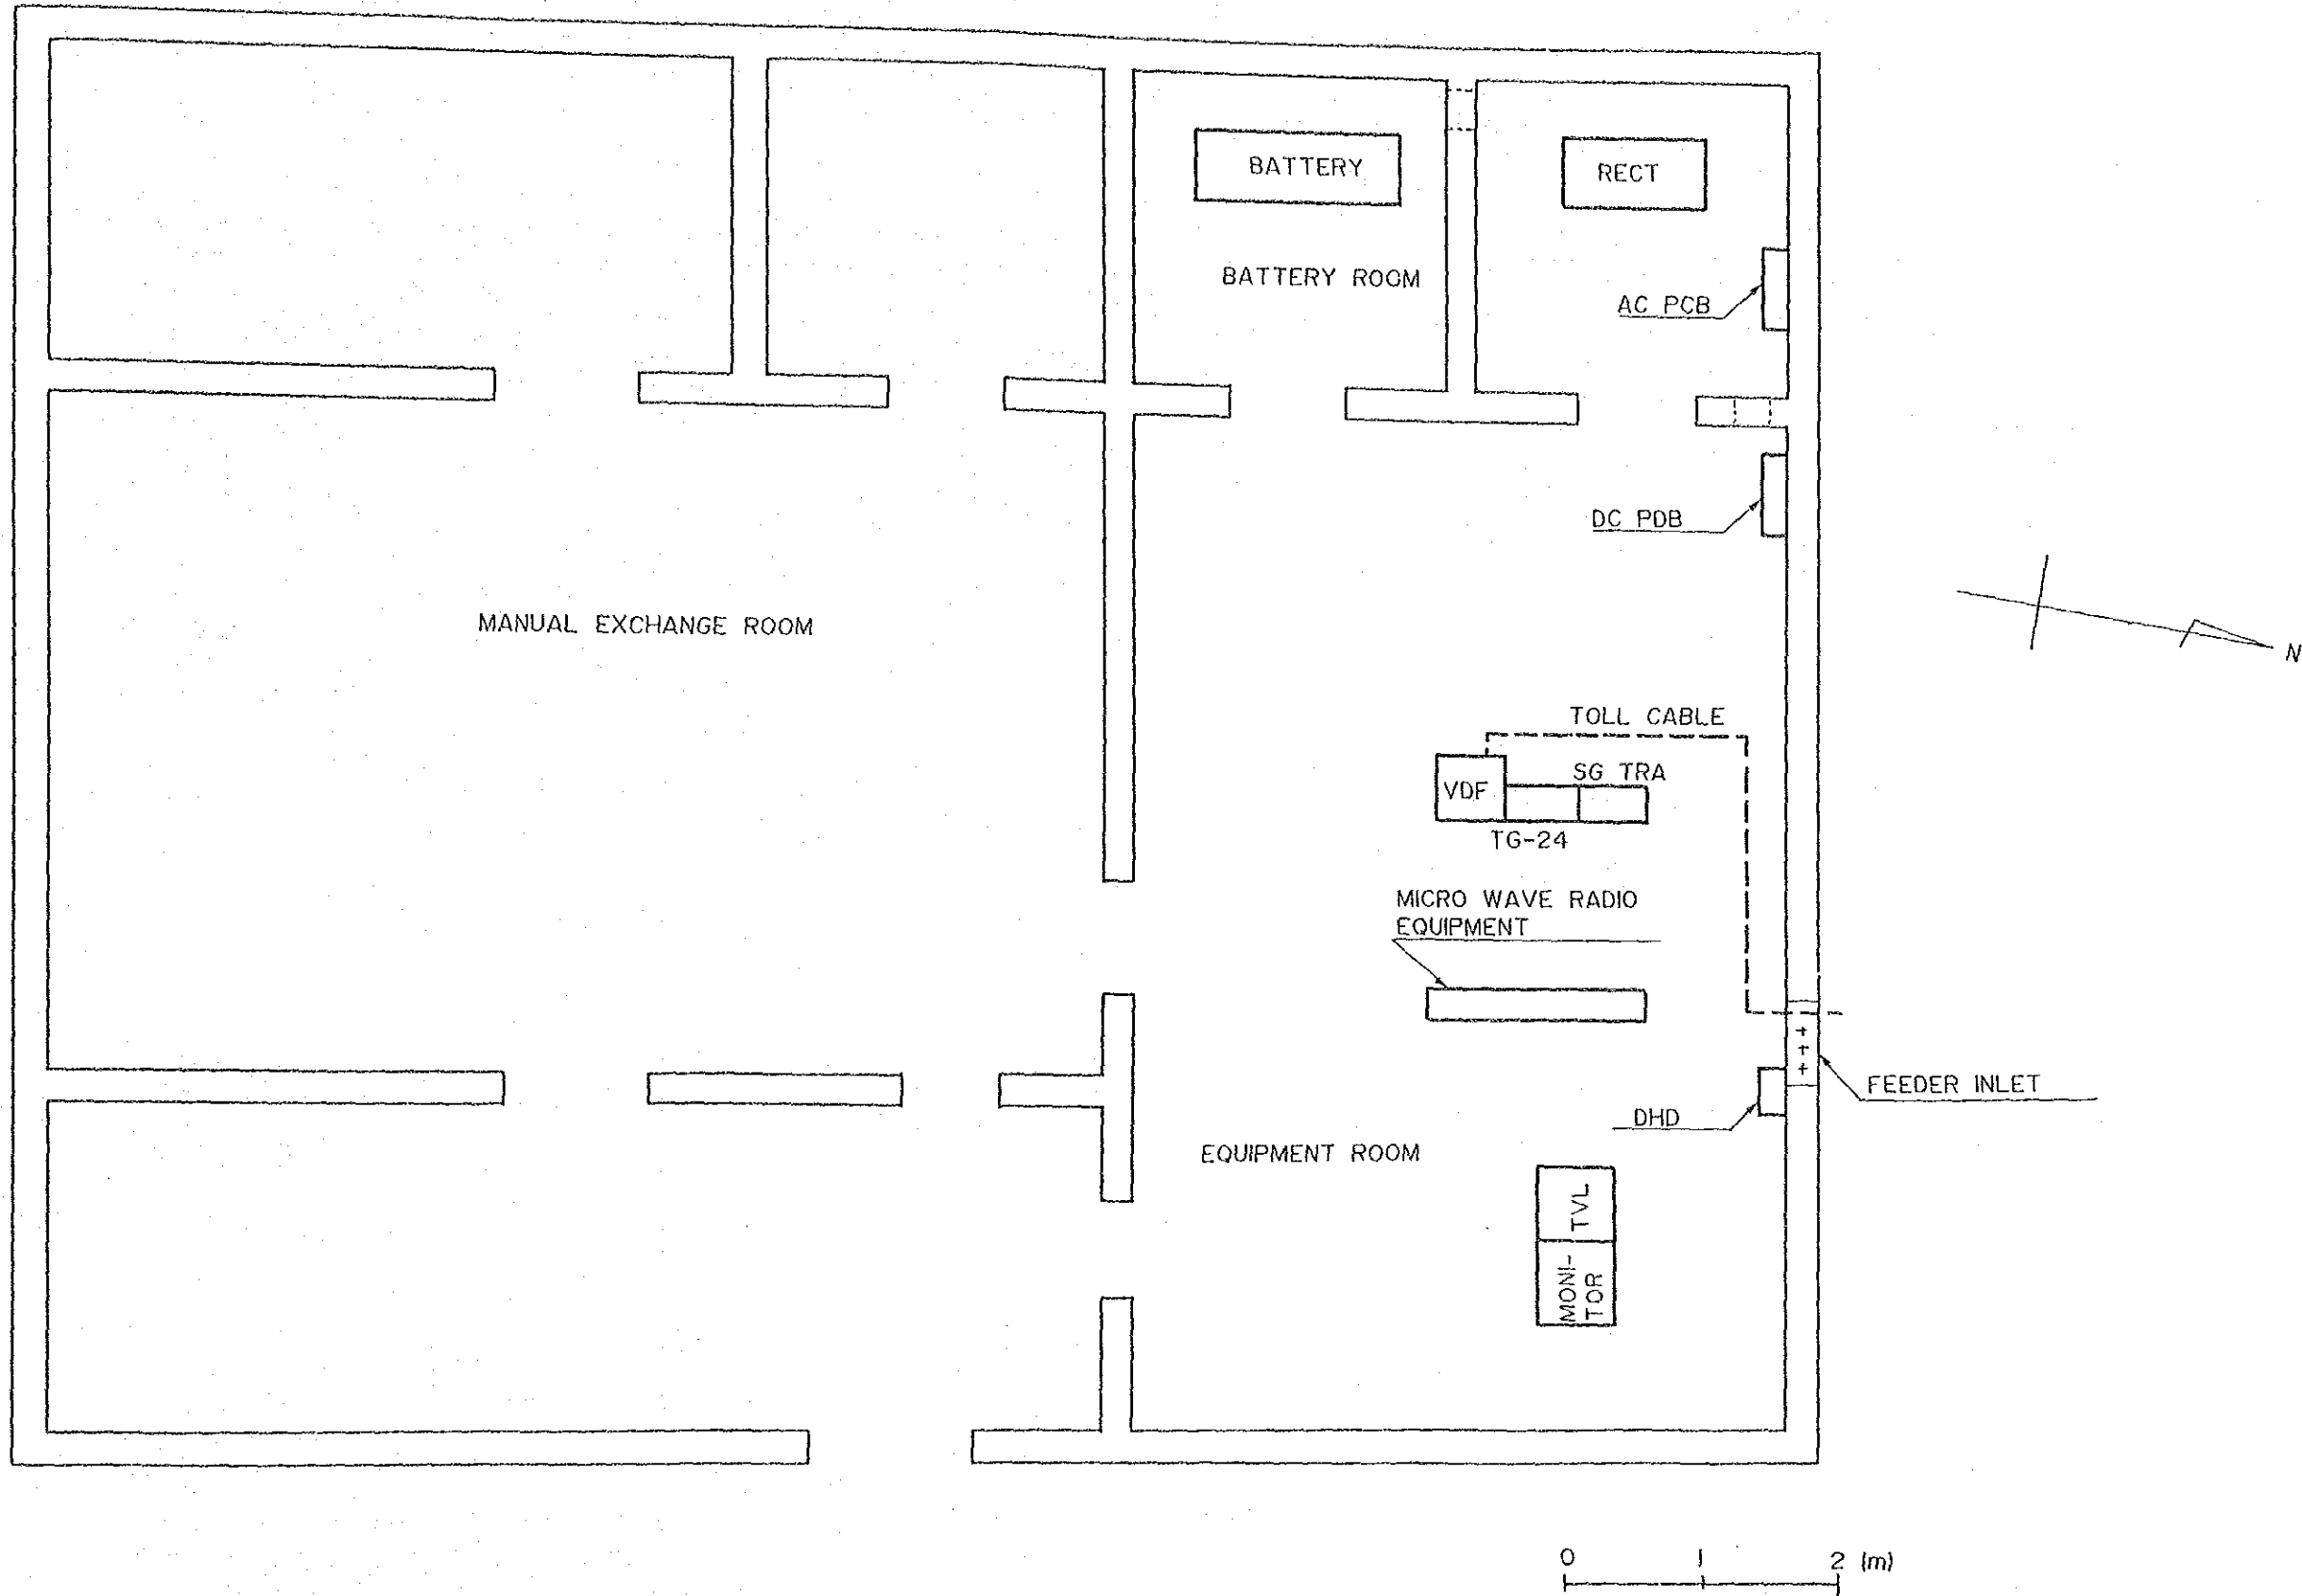 BATTERY
RECT
BATTERY ROOM
AC PCB
DC PDB
MANUAL EXCHANGE ROOM
N
TOLL CABLE
SG TRA
VDF
TG-24
MICRO WAVE RADIO
EQUIPMENT
FEEDER INLET
DHD
EQUIPMENT ROOM
TVL
MONI-
TOR
0 1 2 (m)